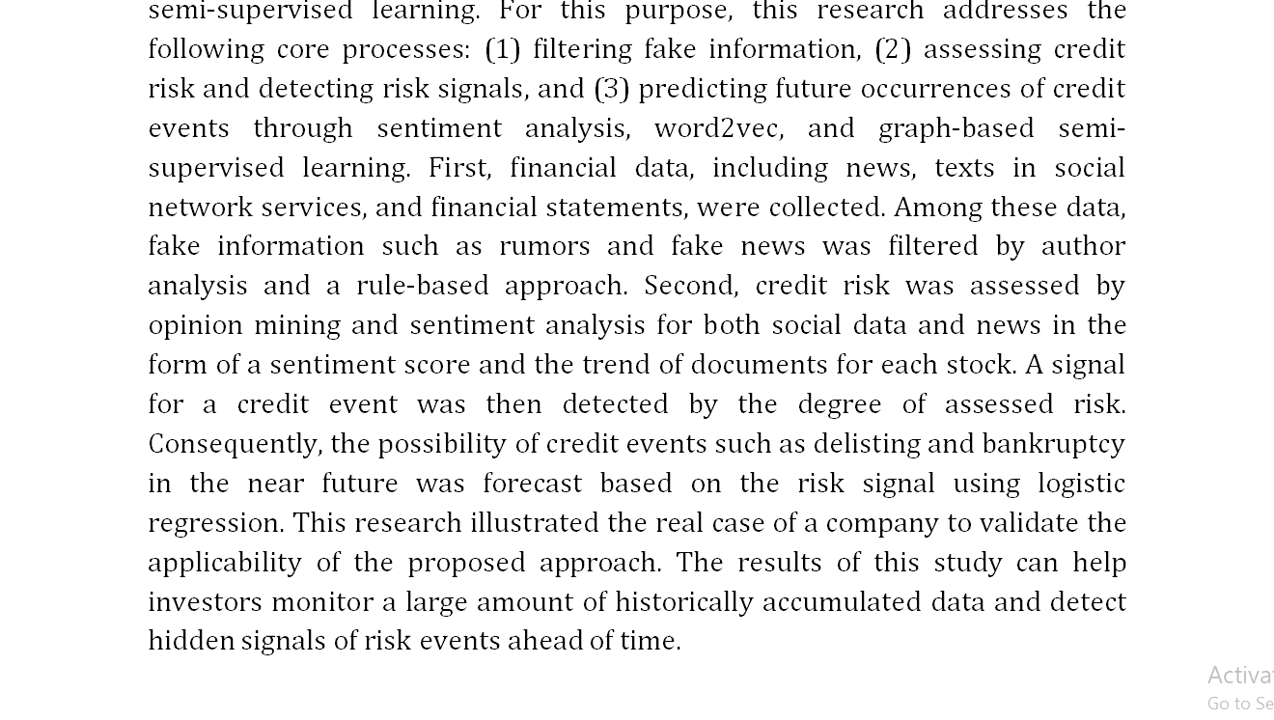 semi-supervised learning. For this purpose, this research addresses the
following core processes: (1) filtering fake information, (2) assessing credit
risk and detecting risk signals, and (3) predicting future occurrences of credit
events through sentiment analysis, word2vec, and graph-based semi-
supervised learning. First, financial data, including news, texts in social
network services, and financial statements, were collected. Among these data,
fake information such as rumors and fake news was filtered by author
analysis and a rule-based approach. Second, credit risk was assessed by
opinion mining and sentiment analysis for both social data and news in the
form of a sentiment score and the trend of documents for each stock. A signal
for a credit event was then detected by the degree of assessed risk.
Consequently, the possibility of credit events such as delisting and bankruptcy
in the near future was forecast based on the risk signal using logistic
regression. This research illustrated the real case of a company to validate the
applicability of the proposed approach. The results of this study can help
investors monitor a large amount of historically accumulated data and detect
hidden signals of risk events ahead of time.
Activa
Go to Se